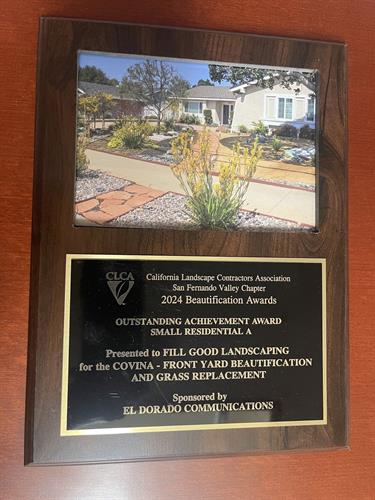 CLCA
California Landscape Contractors Association
San Fernando Valley Chapter
2024 Beautification Awards
OUTSTANDING ACHIEVEMENT AWARD
SMALL RESIDENTIAL A
Presented to FILL GOOD LANDSCAPING
for the COVINA - FRONT YARD BEAUTIFICATION
AND GRASS REPLACEMENT
Sponsored by
EL DORADO COMMUNICATIONS